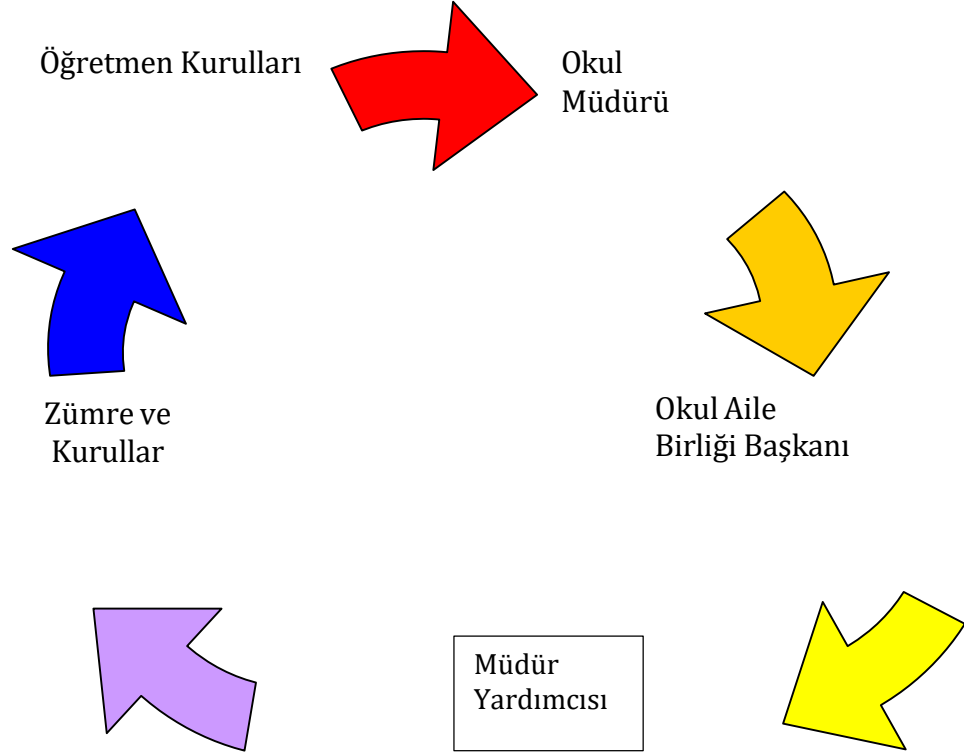 Öğretmen Kurulları
Okul
Müdürü
Zümre ve
Kurullar
Okul Aile
Birliği Başkanı
Müdür
Yardımcısı